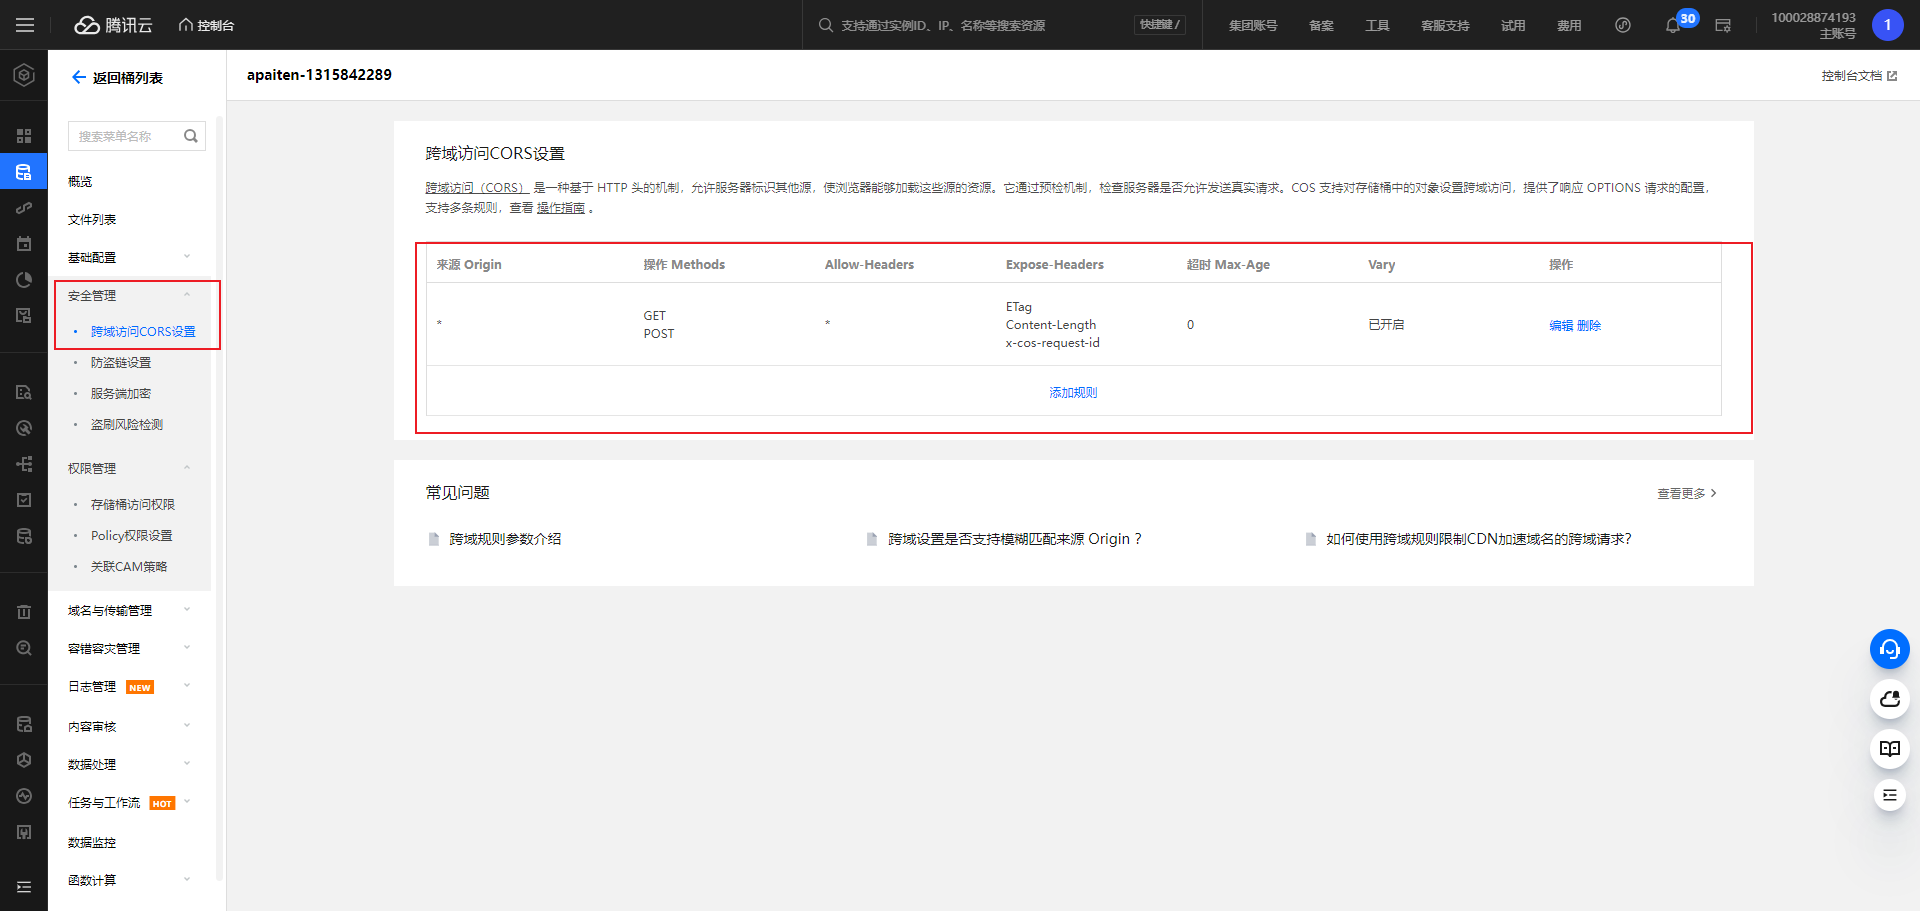 腾讯云
控制台
支持通过实例ID、IP、名称等搜索资源
快捷键 /
集团账号
备案
工具
客服支持
试用
费用
30
100028874193
主账号
1
返回桶列表
搜索菜单名称
概览
文件列表
基础配置
安全管理
跨域访问CORS设置
防盗链设置
服务端加密
盗刷风险检测
权限管理
存储桶访问权限
Policy权限设置
关联CAM策略
域名与传输管理
容错容灾管理
日志管理 NEW
内容审核
数据处理
任务与工作流 HOT
数据监控
函数计算
apaiten-1315842289
控制台文档
跨域访问CORS设置
跨域访问（CORS） 是一种基于 HTTP 头的机制，允许服务器标识其他源，使浏览器能够加载这些源的资源。它通过预检机制，检查服务器是否允许发送真实请求。COS 支持对存储桶中的对象设置跨域访问，提供了响应 OPTIONS 请求的配置，
支持多条规则，查看 操作指南 。
来源 Origin 操作 Methods Allow-Headers Expose-Headers 超时 Max-Age Vary 操作
*
GET
POST
*
ETag
Content-Length
x-cos-request-id
0
已开启
编辑 删除
添加规则
常见问题
查看更多
跨域规则参数介绍
跨域设置是否支持模糊匹配来源 Origin ？
如何使用跨域规则限制CDN加速域名的跨域请求？